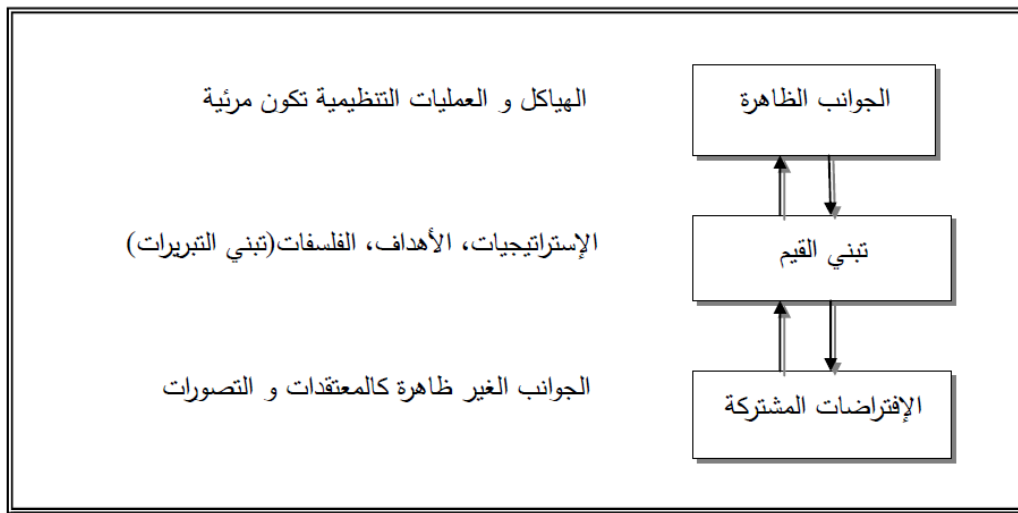 الجوانب الظاهرة
الهياكل و العمليات التنظيمية تكون مرئية
تبني القيم
الإستراتيجيات، الأهداف، الفلسفات(تبني التبريرات)
الإفتراضات المشتركة
الجوانب الغير ظاهرة كالمعتقدات و التصورات